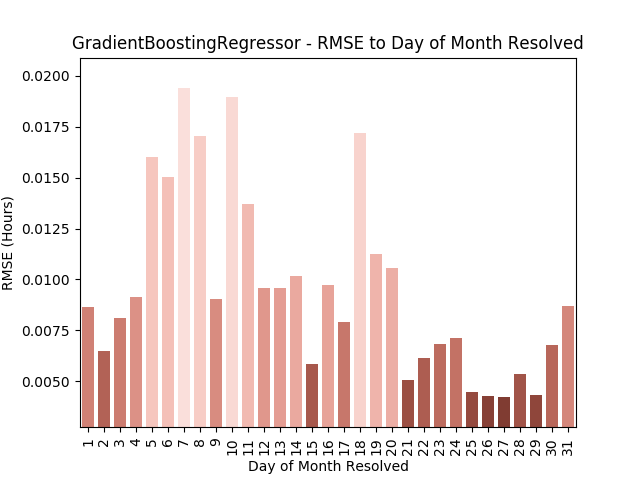 GradientBoostingRegressor - RMSE to Day of Month Resolved
0.0200
0.0175
0.0150
0.0125
0.0100
0.0075
0.0050
RMSE (Hours)
1 2 3 4 5 6 7 8 9 10 11 12 13 14 15 16 17 18 19 20 21 22 23 24 25 26 27 28 29 30 31
Day of Month Resolved